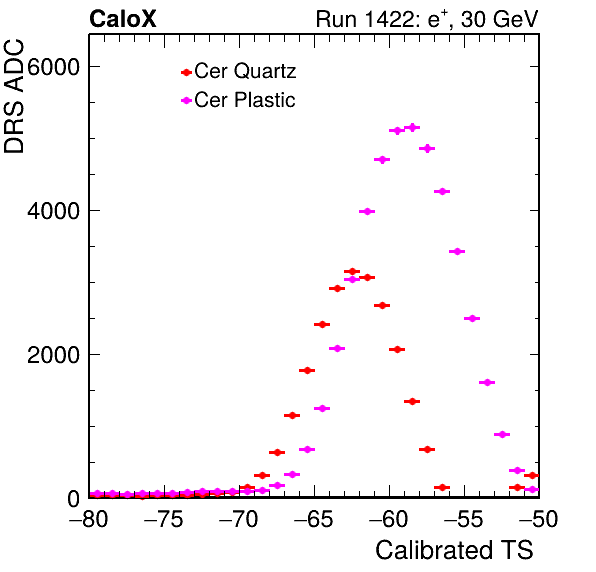 CaloX
Run 1422: e⁺, 30 GeV
DRS ADC
Cer Quartz
Cer Plastic
6000
4000
2000
0
−80 −75 −70 −65 −60 −55 −50
Calibrated TS